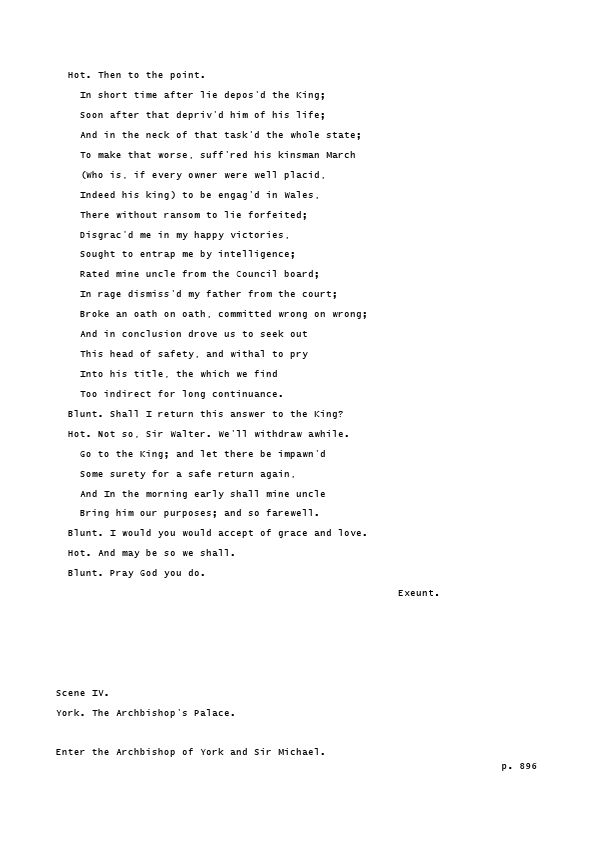 Hot. Then to the point.
In short time after lie depos'd the King;
Soon after that depriv'd him of his life;
And in the neck of that task'd the whole state;
To make that worse, suff'red his kinsman March
(Who is, if every owner were well placid,
Indeed his king) to be engag'd in Wales,
There without ransom to lie forfeited;
Disgrac'd me in my happy victories,
Sought to entrap me by intelligence;
Rated mine uncle from the Council board;
In rage dismiss'd my father from the court;
Broke an oath on oath, committed wrong on wrong;
And in conclusion drove us to seek out
This head of safety, and withal to pry
Into his title, the which we find
Too indirect for long continuance.
Blunt. Shall I return this answer to the King?
Hot. Not so, Sir Walter. We'll withdraw awhile.
Go to the King; and let there be impawn'd
Some surety for a safe return again,
And In the morning early shall mine uncle
Bring him our purposes; and so farewell.
Blunt. I would you would accept of grace and love.
Hot. And may be so we shall.
Blunt. Pray God you do.
Exeunt.
Scene IV.
York. The Archbishop's Palace.
Enter the Archbishop of York and Sir Michael.
p. 896